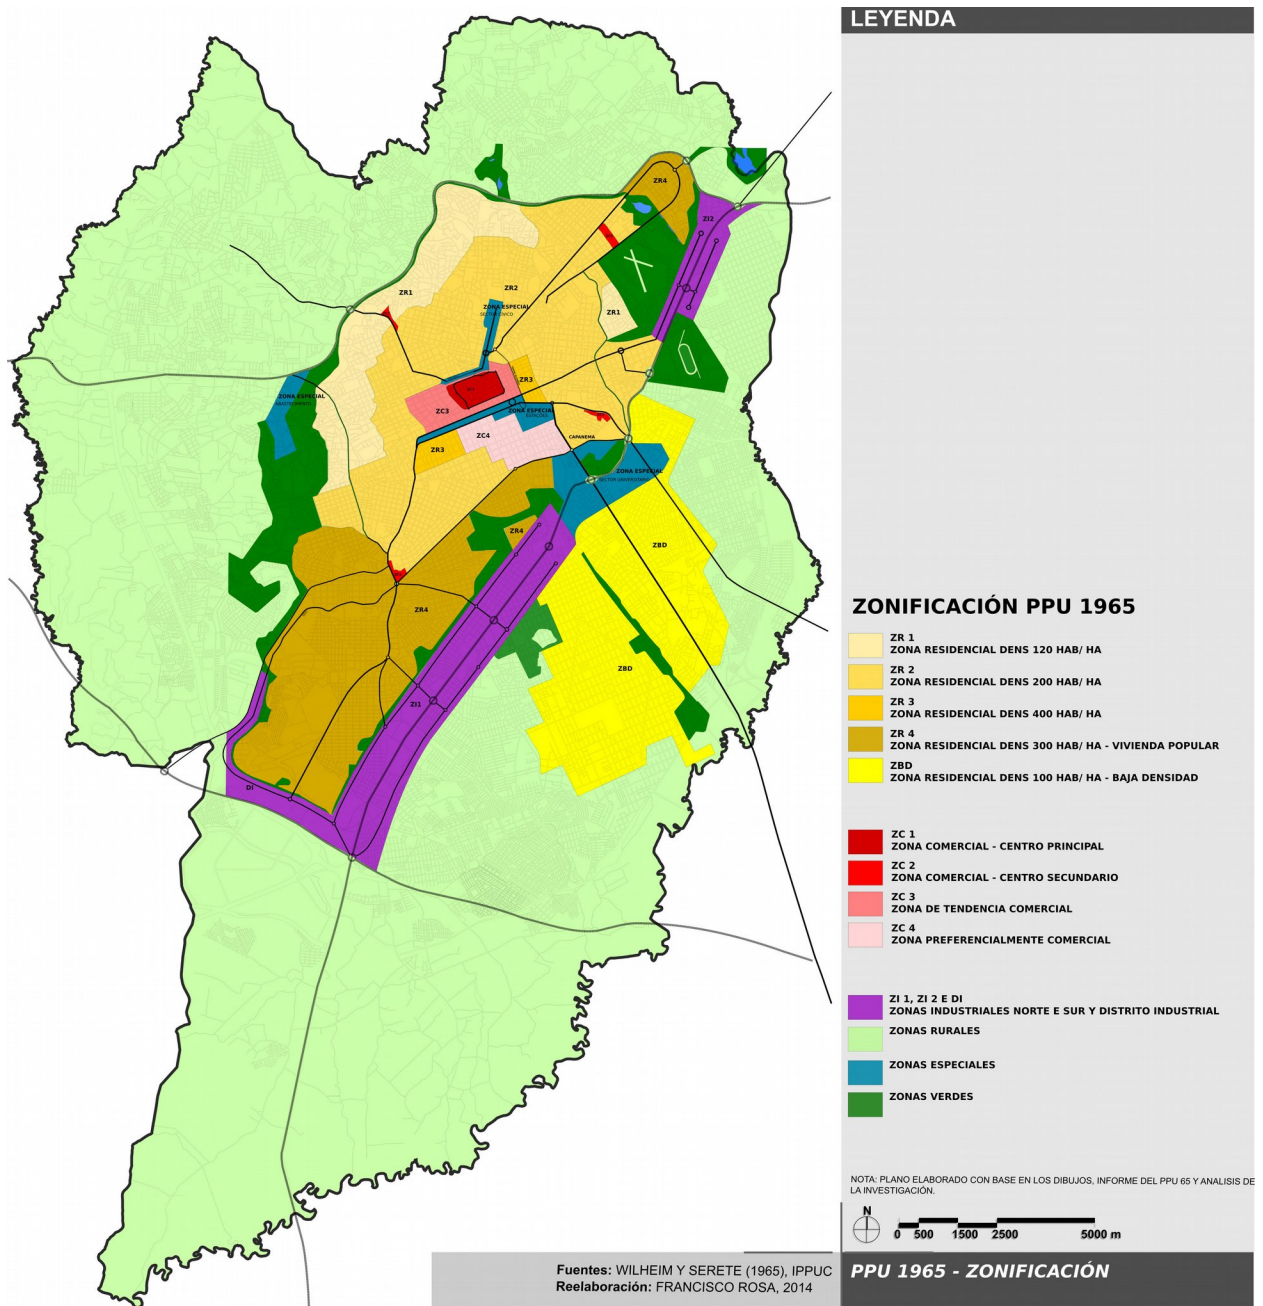 LEYENDA
ZR4
ZI2
ZR2
ZR1
ZONA ESPECIAL
SECTOR CÍVICO
ZR1
ZR3
ZONA ESPECIAL
ABASTECIMIENTO
ZC3
ZONA ESPECIAL
ESTACIÓN
ZC4
CAPANEMA
ZR3
ZONA ESPECIAL
SECTOR UNIVERSITARIO
ZR4
ZBD
ZR4
ZBD
ZI1
DI
ZONIFICACIÓN PPU 1965
ZR 1
ZONA RESIDENCIAL DENS 120 HAB/ HA
ZR 2
ZONA RESIDENCIAL DENS 200 HAB/ HA
ZR 3
ZONA RESIDENCIAL DENS 400 HAB/ HA
ZR 4
ZONA RESIDENCIAL DENS 300 HAB/ HA - VIVIENDA POPULAR
ZBD
ZONA RESIDENCIAL DENS 100 HAB/ HA - BAJA DENSIDAD
ZC 1
ZONA COMERCIAL - CENTRO PRINCIPAL
ZC 2
ZONA COMERCIAL - CENTRO SECUNDARIO
ZC 3
ZONA DE TENDENCIA COMERCIAL
ZC 4
ZONA PREFERENCIALMENTE COMERCIAL
ZI 1, ZI 2 E DI
ZONAS INDUSTRIALES NORTE E SUR Y DISTRITO INDUSTRIAL
ZONAS RURALES
ZONAS ESPECIALES
ZONAS VERDES
NOTA: PLANO ELABORADO CON BASE EN LOS DIBUJOS, INFORME DEL PPU 65 Y ANALISIS DE
LA INVESTIGACIÓN.
N
0 500 1500 2500 5000 m
Fuentes: WILHEIM Y SERETE (1965), IPPUC
Reelaboración: FRANCISCO ROSA, 2014
PPU 1965 - ZONIFICACIÓN